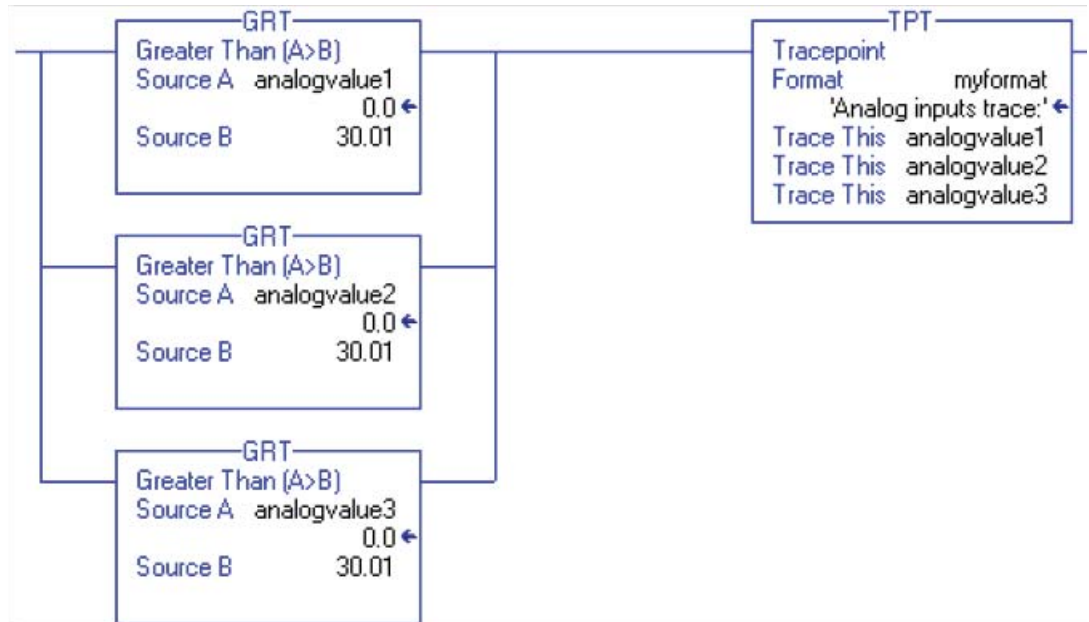 GRT
Greater Than (A>B)
Source A analogvalue1
0.0
Source B 30.01
TPT
Tracepoint
Format myformat
'Analog inputs trace:'
Trace This analogvalue1
Trace This analogvalue2
Trace This analogvalue3
GRT
Greater Than (A>B)
Source A analogvalue2
0.0
Source B 30.01
GRT
Greater Than (A>B)
Source A analogvalue3
0.0
Source B 30.01